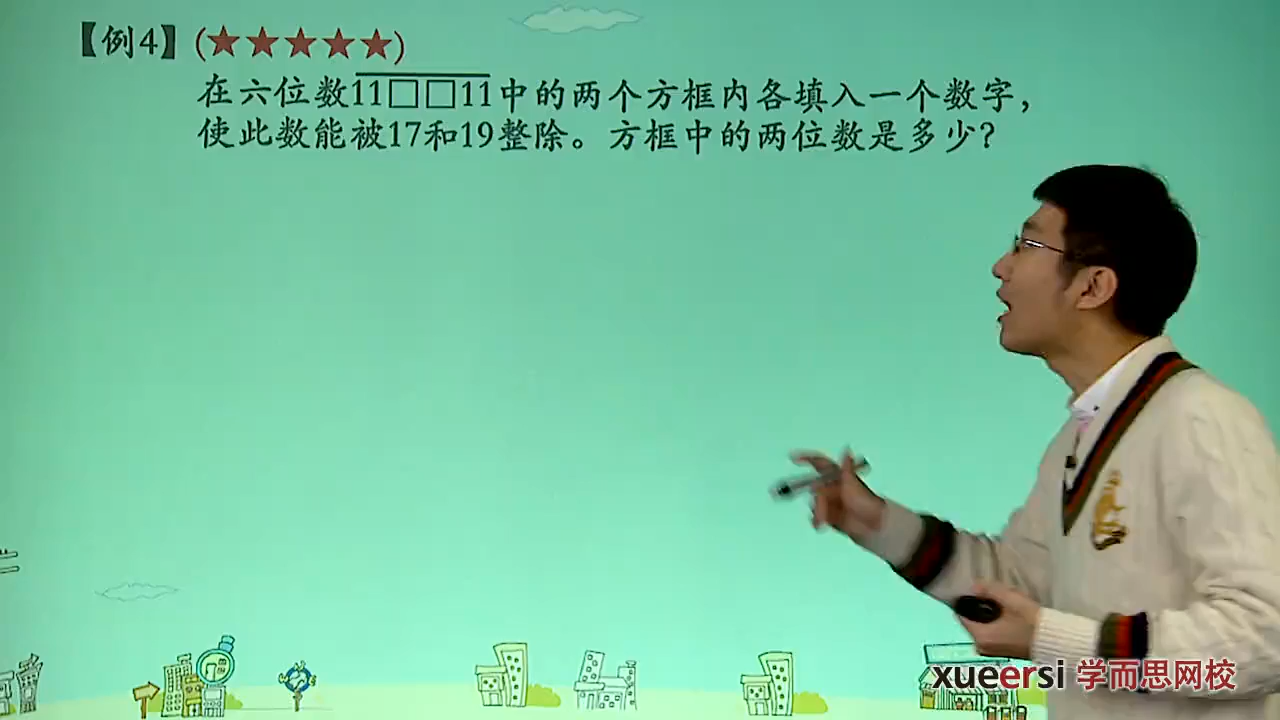 【例4】(★★★★★)
在六位数11□□11中的两个方框内各填入一个数字，
使此数能被17和19整除。方框中的两位数是多少?
xueersi 学而思网校